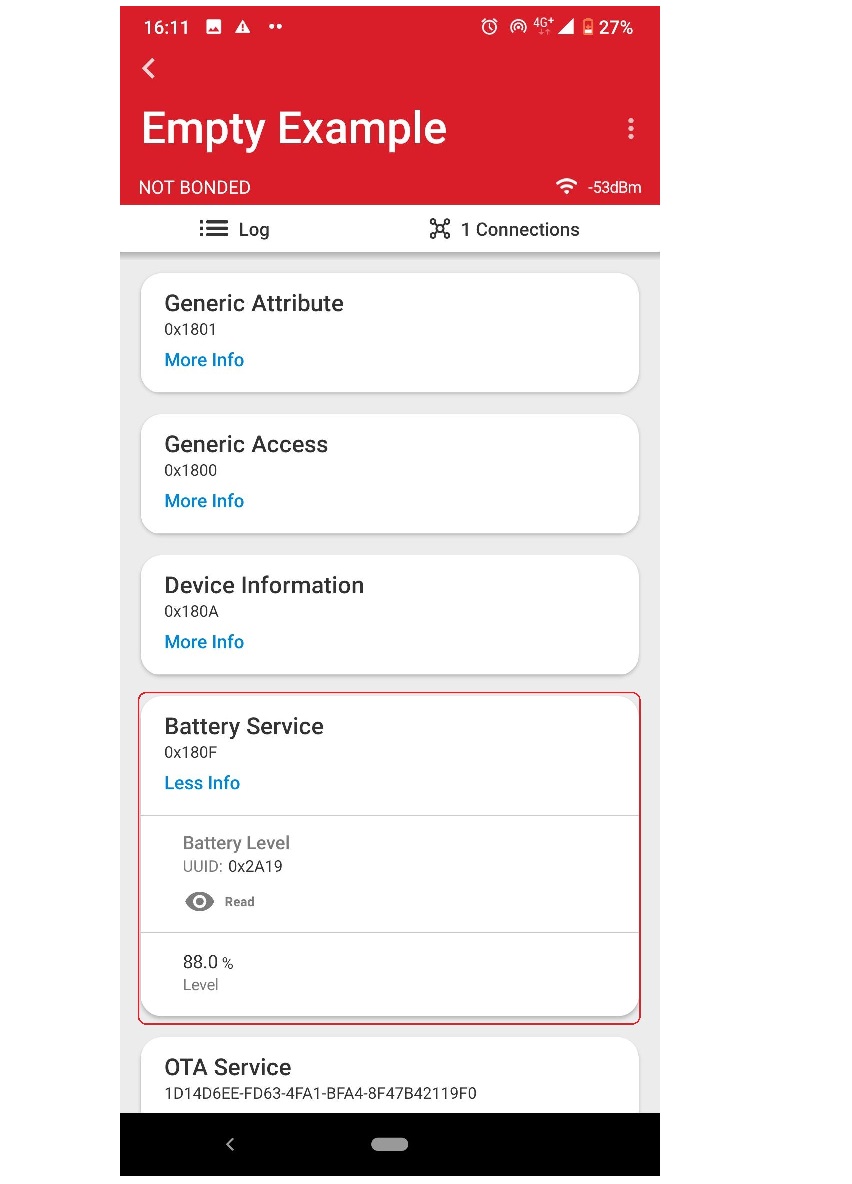 16:11 4G+ 27%
Empty Example
NOT BONDED -53dBm
Log 1 Connections
Generic Attribute
0x1801
More Info
Generic Access
0x1800
More Info
Device Information
0x180A
More Info
Battery Service
0x180F
Less Info
Battery Level
UUID: 0x2A19
Read
88.0 %
Level
OTA Service
1D14D6EE-FD63-4FA1-BFA4-8F47B42119F0